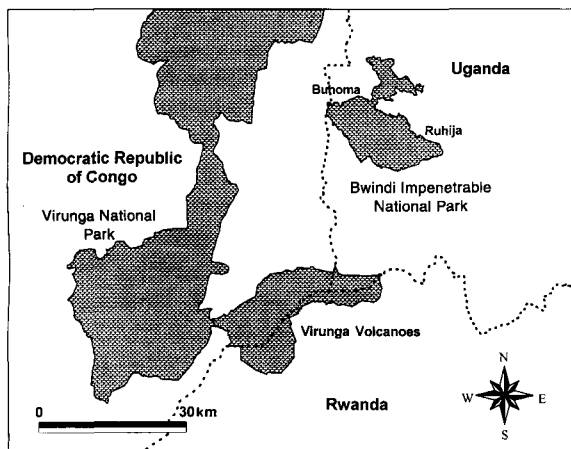 Uganda
Buhoma
Ruhija
Democratic Republic
of Congo
Bwindi Impenetrable
National Park
Virunga National
Park
Virunga Volcanoes
Rwanda
0 30 km
N
W E
S